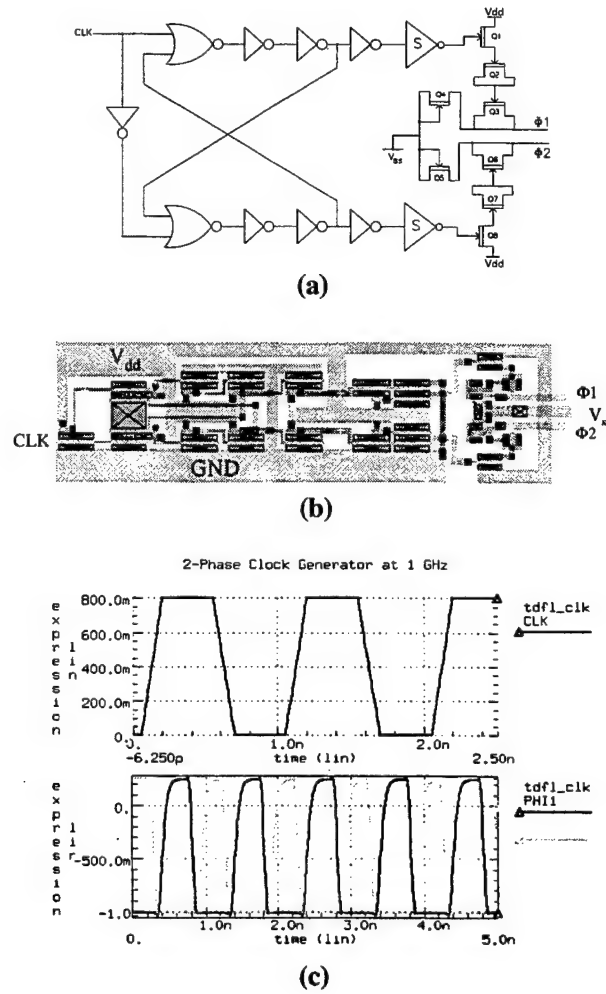 Vdd
CLK
Q1
S
Q2
Q4
Q3
Φ1
Φ2
Vss
Q5
Q6
Q7
S
Q8
Vdd
(a)
Vdd
Φ1
CLK
Φ2
GND
(b)
2-Phase Clock Generator at 1 GHz
expression
lin
800.0m
600.0m
400.0m
200.0m
0.
0.
1.0n
2.0n
-6.250p
time (lin)
2.50n
tdfl_clk
CLK
expression
lin
0.
-500.0m
-1.0
0.
1.0n
2.0n
3.0n
4.0n
5.0n
time (lin)
tdfl_clk
PHI1
(c)